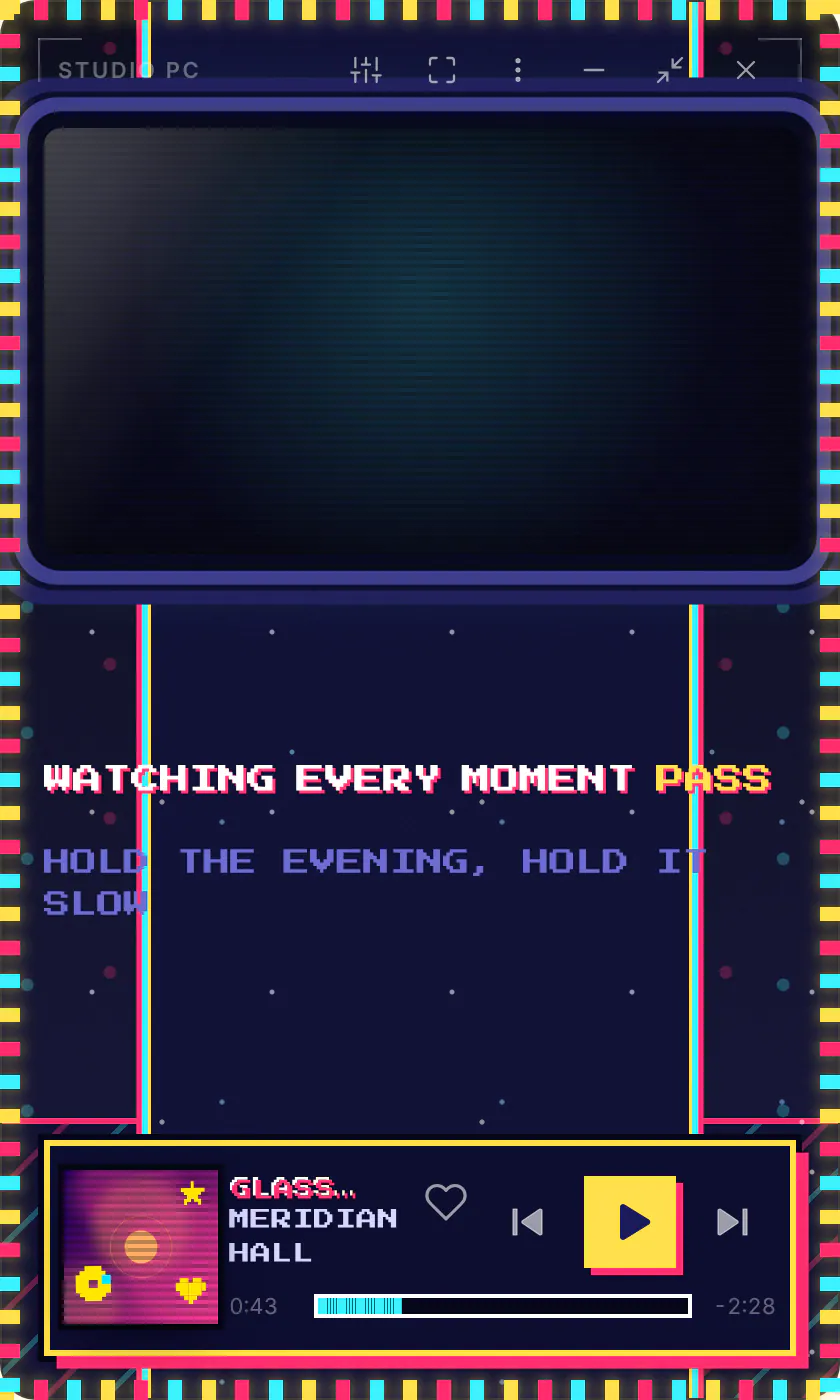 STUDIO PC
WATCHING EVERY MOMENT PASS
HOLD THE EVENING, HOLD IT
SLOW
GLASS...
MERIDIAN
HALL
0:43
-2:28